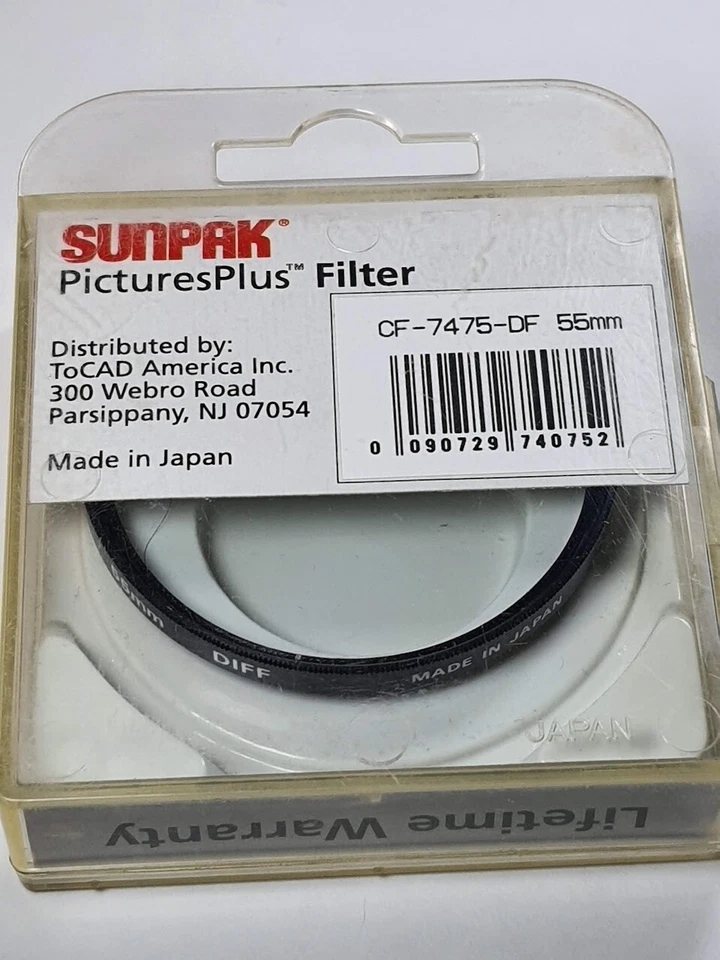 SUNPAK®
PicturesPlus™ Filter
CF-7475-DF 55mm
Distributed by:
ToCAD America Inc.
300 Webro Road
Parsippany, NJ 07054
Made in Japan
0 090729 740752
55mm DIFF MADE IN JAPAN
JAPAN
Lifetime Warranty